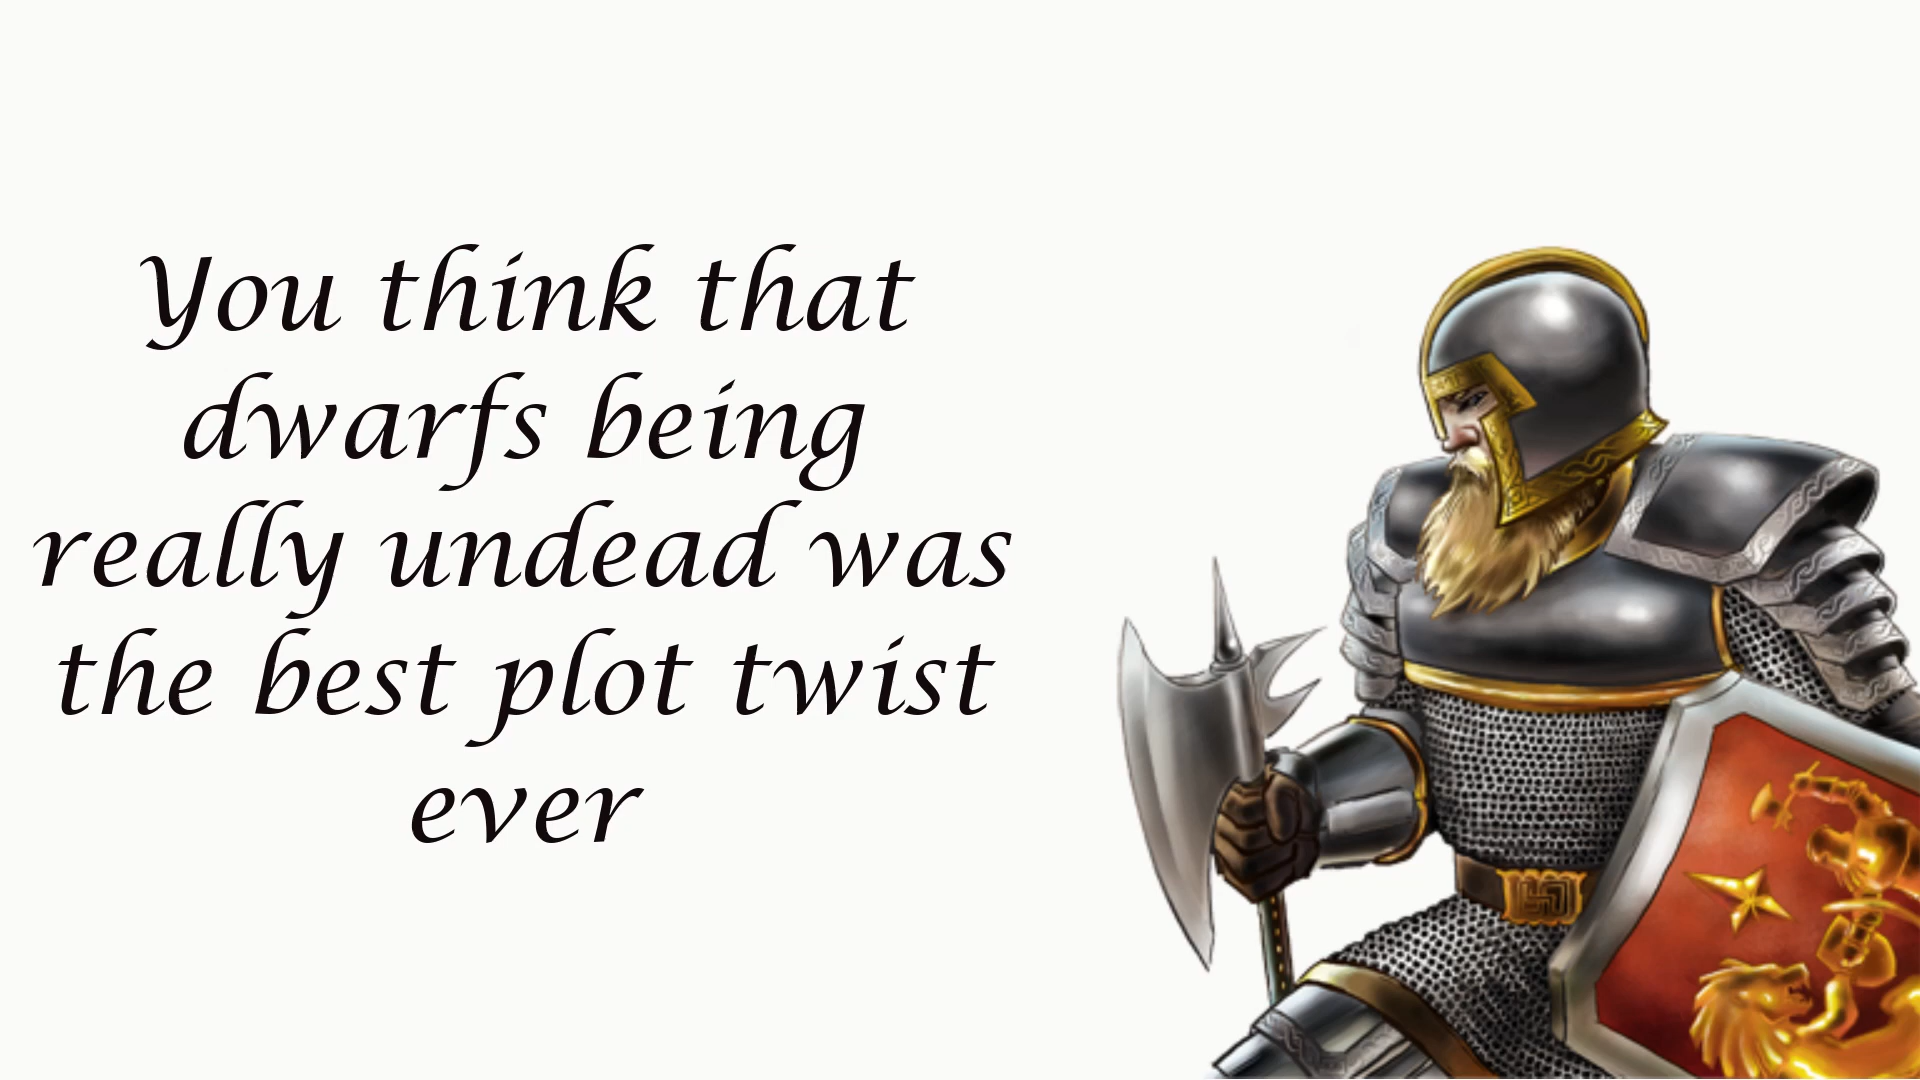 You think that
dwarfs being
really undead was
the best plot twist
ever